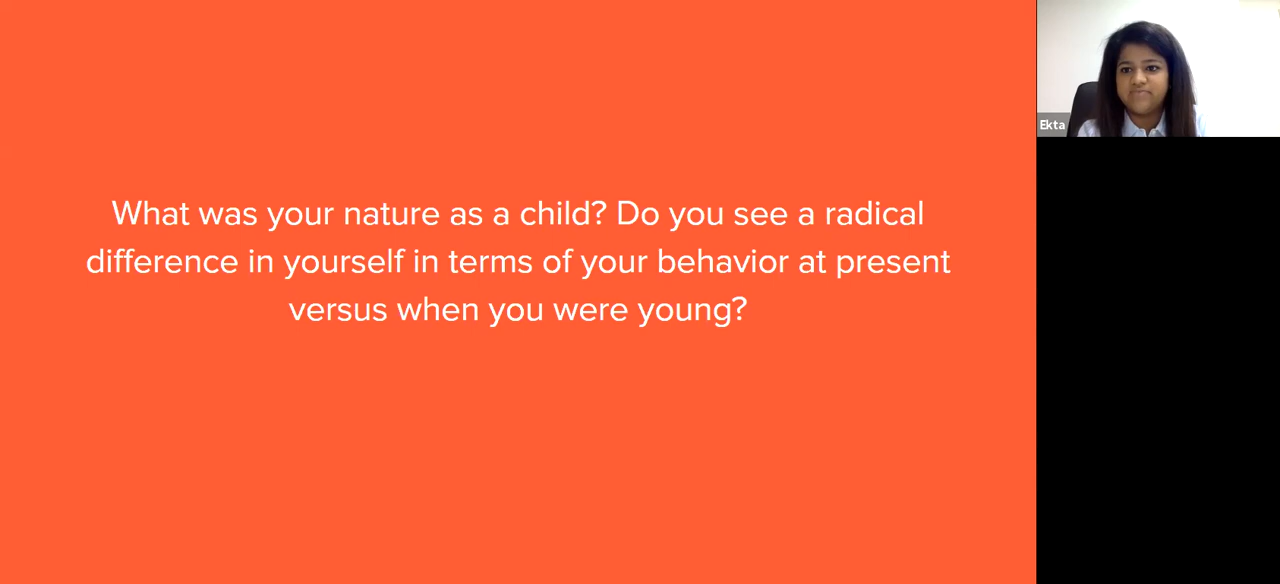 What was your nature as a child? Do you see a radical
difference in yourself in terms of your behavior at present
versus when you were young?
Ekta